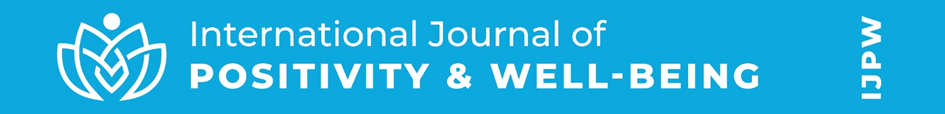 International Journal of
POSITIVITY & WELL-BEING
IJPW